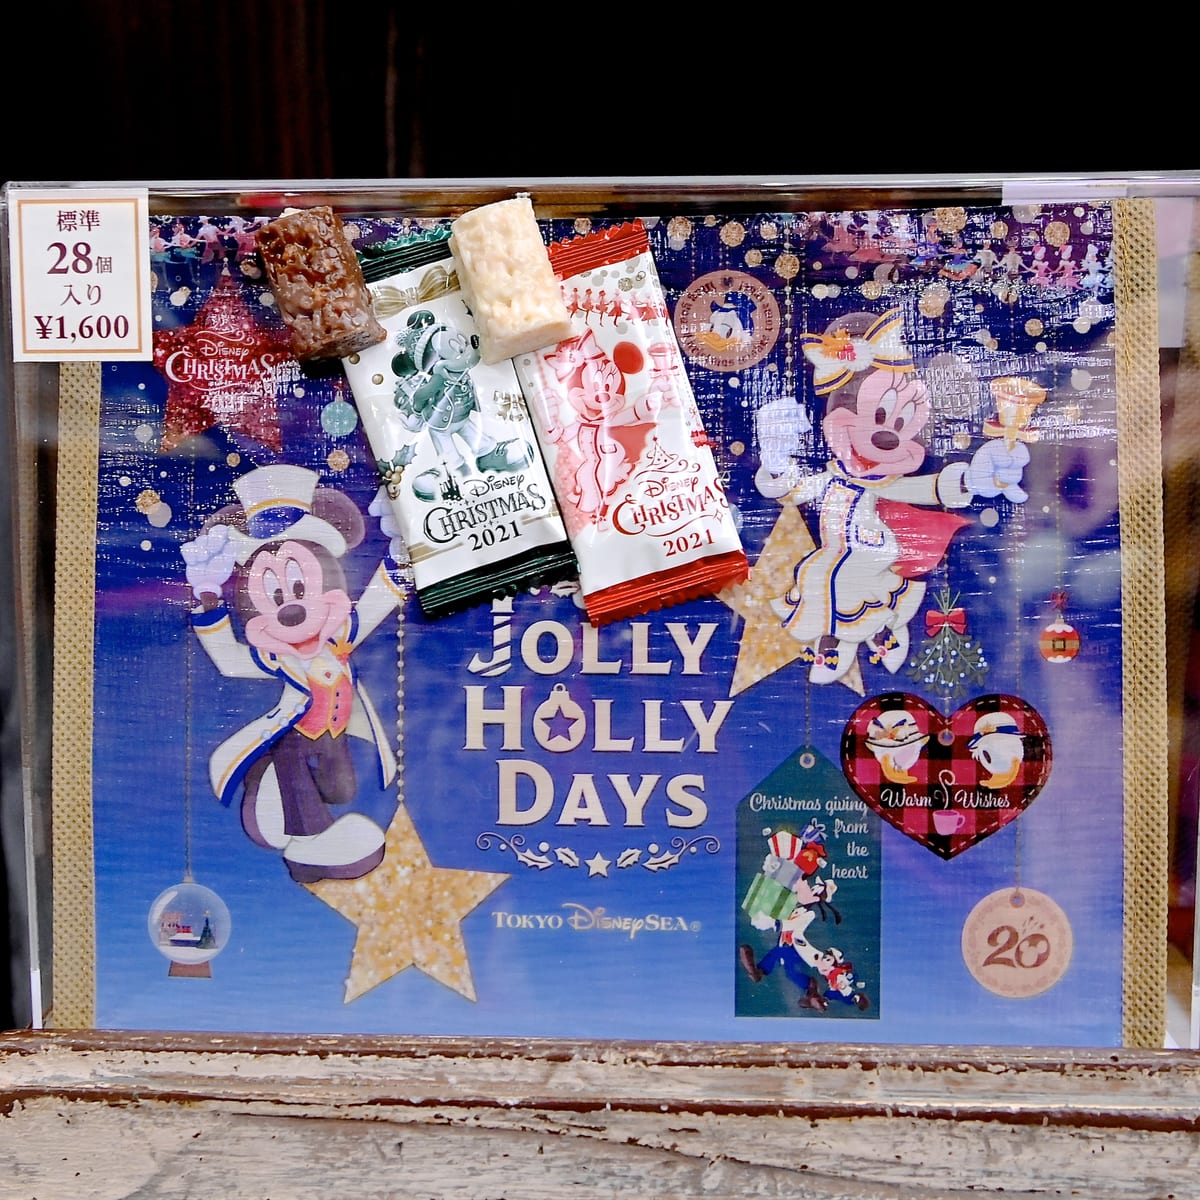 標準
28個
入り
¥1,600
Disney
CHRISTMAS
2021
Disney
CHRISTMAS
2021
Disney
CHRISTMAS
JOLLY
HOLLY
DAYS
TOKYO DisneySEA®
Christmas giving
from
the
heart
Warm Wishes
20